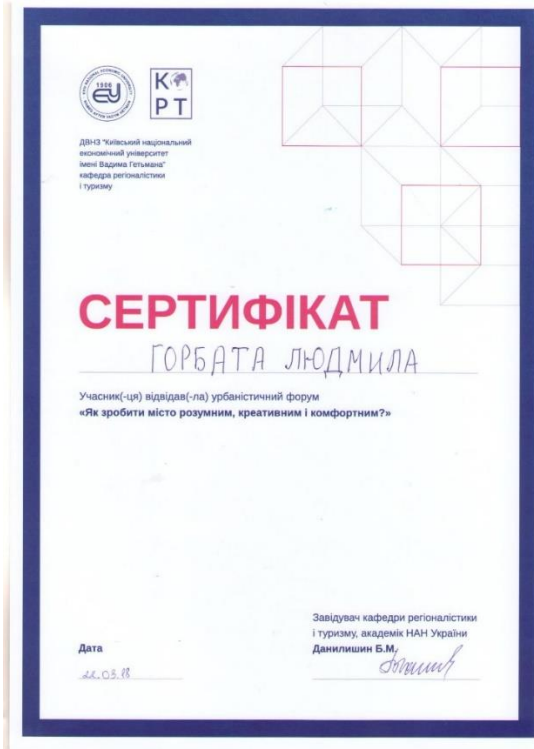 1906
К РТ
ДВНЗ "Київський національний
економічний університет
імені Вадима Гетьмана"
кафедра регіоналістики
і туризму
СЕРТИФІКАТ
ГОРБАТА ЛЮДМИЛА
Учасник(-ця) відвідав(-ла) урбаністичний форум
«Як зробити місто розумним, креативним і комфортним?»
Завідувач кафедри регіоналістики
і туризму, академік НАН України
Данилишин Б.М.
Дата
22.03.18